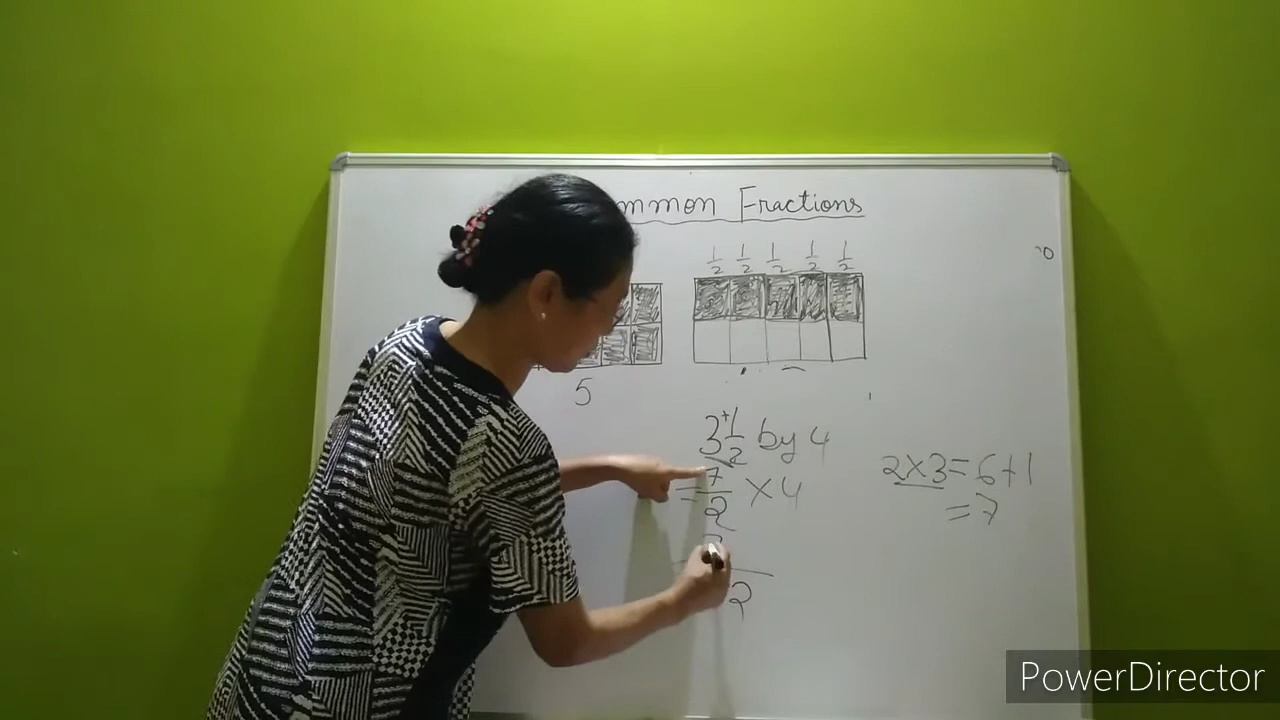 mmon Fractions
1/2 1/2 1/2 1/2 1/2
5
3 + 1/2 by 4
= 7/2 × 4
2
2×3=6+1
=7
PowerDirector